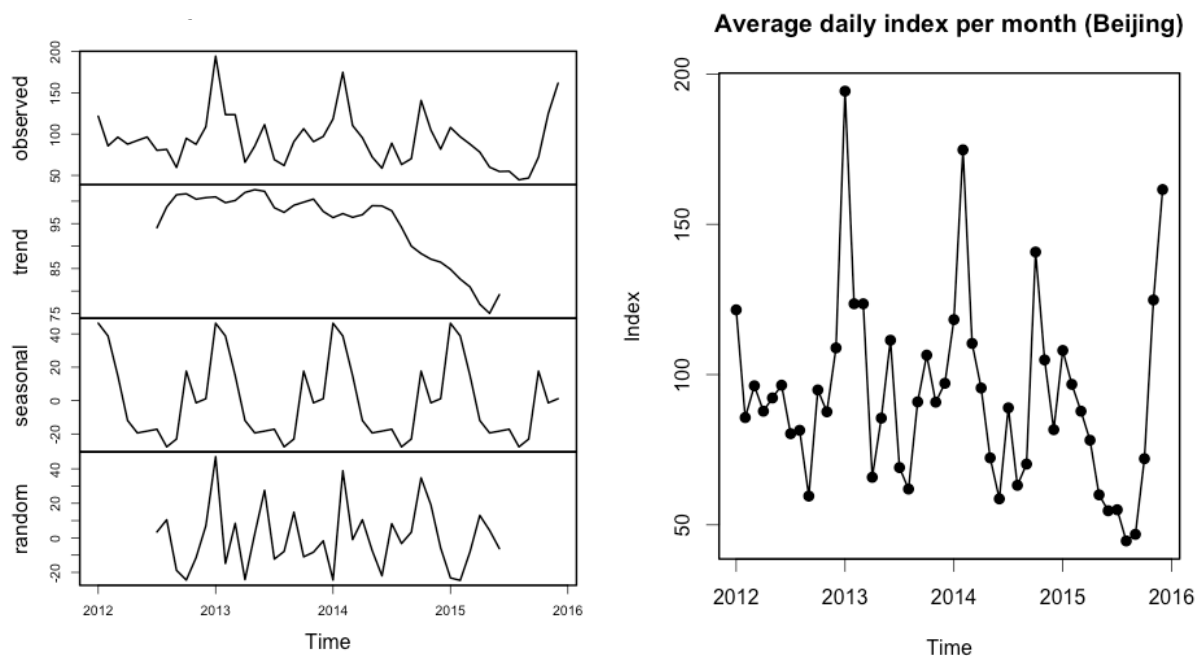 observed
50 100 150 200
trend
75 85 95
seasonal
-20 0 20 40
random
-20 0 20 40
2012 2013 2014 2015 2016
Time
Average daily index per month (Beijing)
Index
200
150
100
50
2012 2013 2014 2015 2016
Time